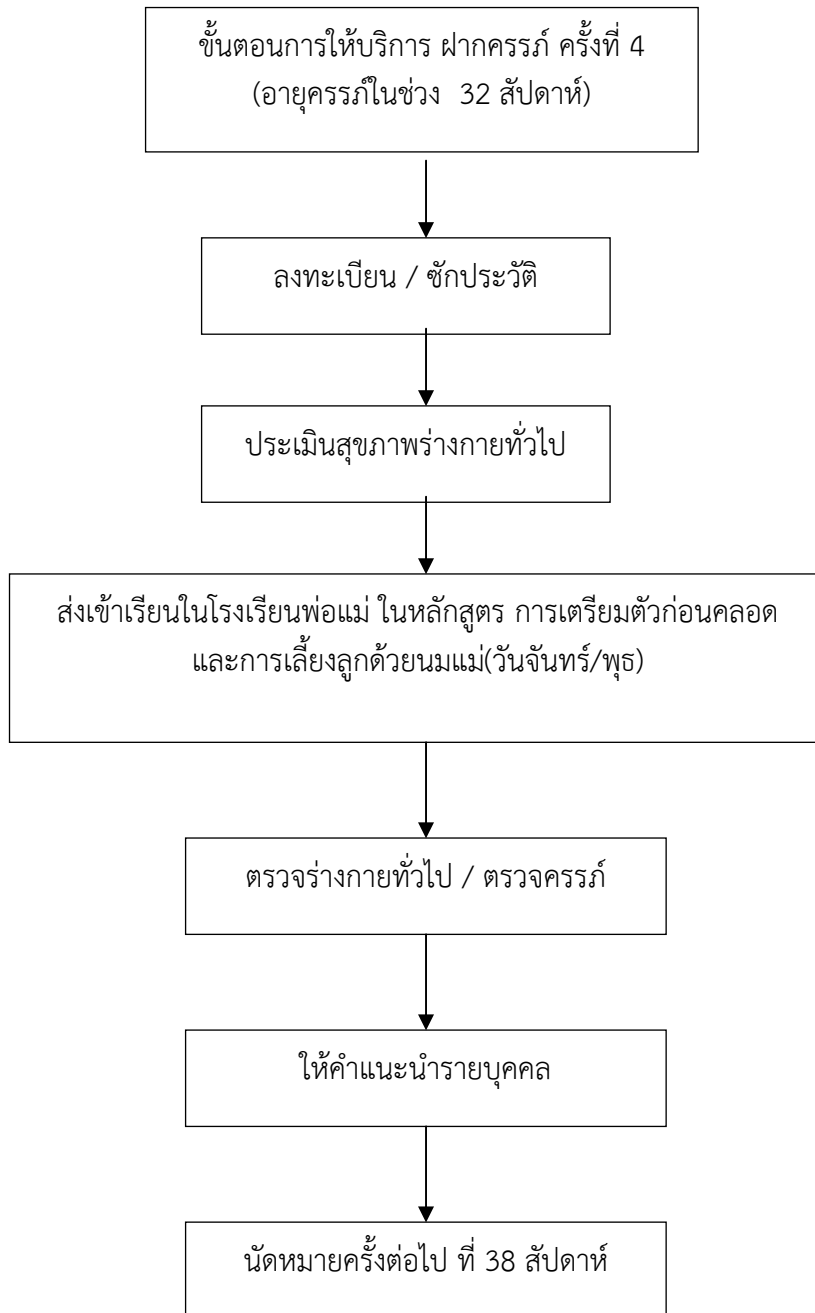 ขั้นตอนการให้บริการ ฝากครรภ์ ครั้งที่ 4
(อายุครรภ์ในช่วง 32 สัปดาห์)
ลงทะเบียน / ซักประวัติ
ประเมินสุขภาพร่างกายทั่วไป
ส่งเข้าเรียนในโรงเรียนพ่อแม่ ในหลักสูตร การเตรียมตัวก่อนคลอด
และการเลี้ยงลูกด้วยนมแม่(วันจันทร์/พุธ)
ตรวจร่างกายทั่วไป / ตรวจครรภ์
ให้คำแนะนำรายบุคคล
นัดหมายครั้งต่อไป ที่ 38 สัปดาห์